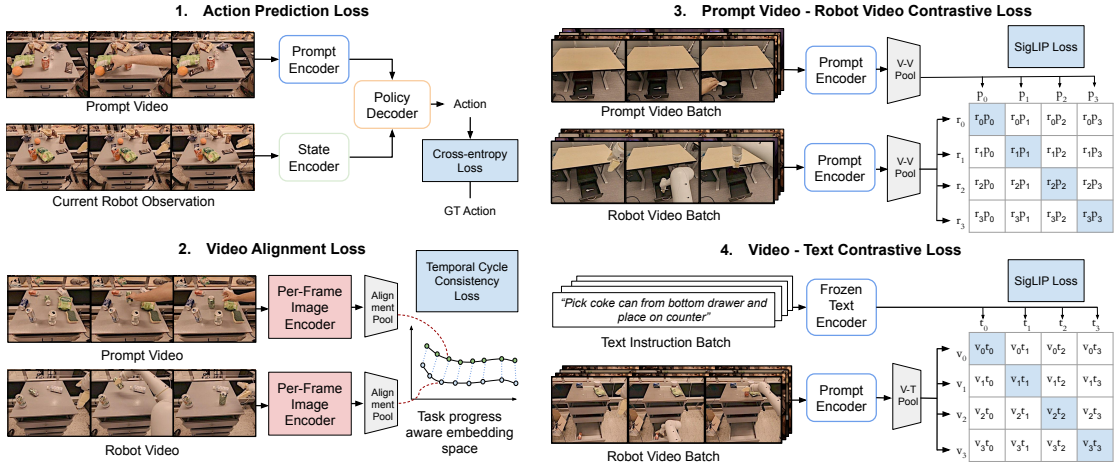 1. Action Prediction Loss
Prompt Video
Prompt
Encoder
Policy
Decoder
Action
Cross-entropy
Loss
GT Action
State
Encoder
Current Robot Observation
2. Video Alignment Loss
Prompt Video
Per-Frame
Image
Encoder
Align
ment
Pool
Temporal Cycle
Consistency
Loss
Robot Video
Per-Frame
Image
Encoder
Align
ment
Pool
Task progress
aware embedding
space
3. Prompt Video - Robot Video Contrastive Loss
Prompt Video Batch
Prompt
Encoder
V-V
Pool
SigLIP Loss
p0 p1 p2 p3
Robot Video Batch
Prompt
Encoder
V-V
Pool
r0 r0p0 r0p1 r0p2 r0p3
r1 r1p0 r1p1 r1p2 r1p3
r2 r2p0 r2p1 r2p2 r2p3
r3 r3p0 r3p1 r3p2 r3p3
4. Video - Text Contrastive Loss
“Pick coke can from bottom drawer and
place on counter”
Text Instruction Batch
Frozen
Text
Encoder
SigLIP Loss
t0 t1 t2 t3
Robot Video Batch
Prompt
Encoder
V-T
Pool
v0 v0t0 v0t1 v0t2 v0t3
v1 v1t0 v1t1 v1t2 v1t3
v2 v2t0 v2t1 v2t2 v2t3
v3 v3t0 v3t1 v3t2 v3t3